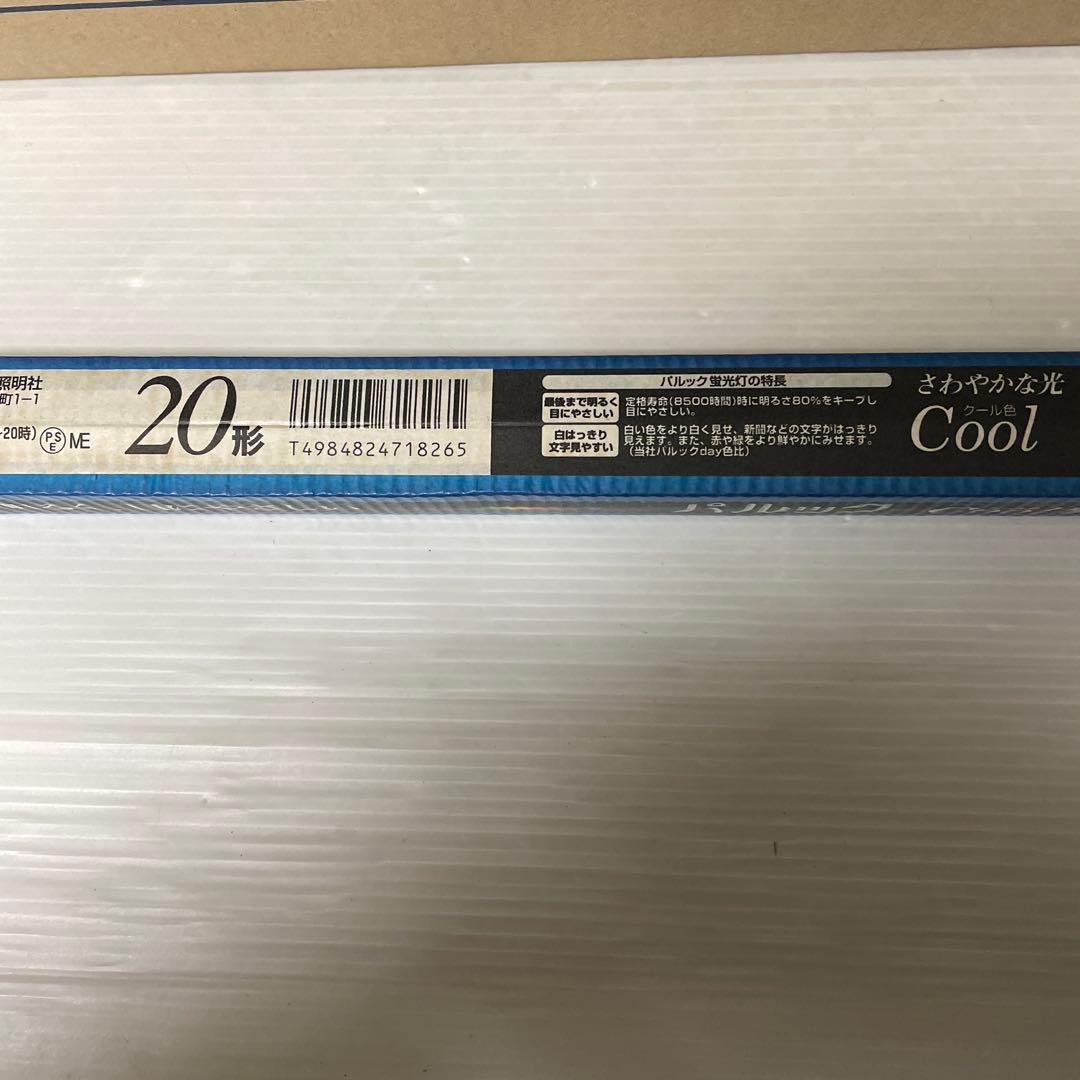 照明社
町1-1
20時)
PS
E
ME
20形
T4984824718265
パルック蛍光灯の特長
最後まで明るく
目にやさしい
定格寿命(8500時間)時に明るさ80%をキープし
目にやさしい。
白はっきり
文字見やすい
白い色をより白く見せ、新聞などの文字がはっきり
見えます。また、赤や緑をより鮮やかにみせます。
(当社パルックday色比)
さわやかな光
クール色
Cool
パルック